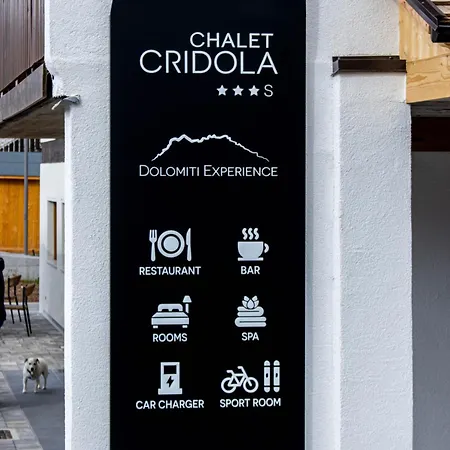 CHALET
CRIDOLA
★★★S
DOLOMITI EXPERIENCE
RESTAURANT BAR
ROOMS SPA
CAR CHARGER SPORT ROOM